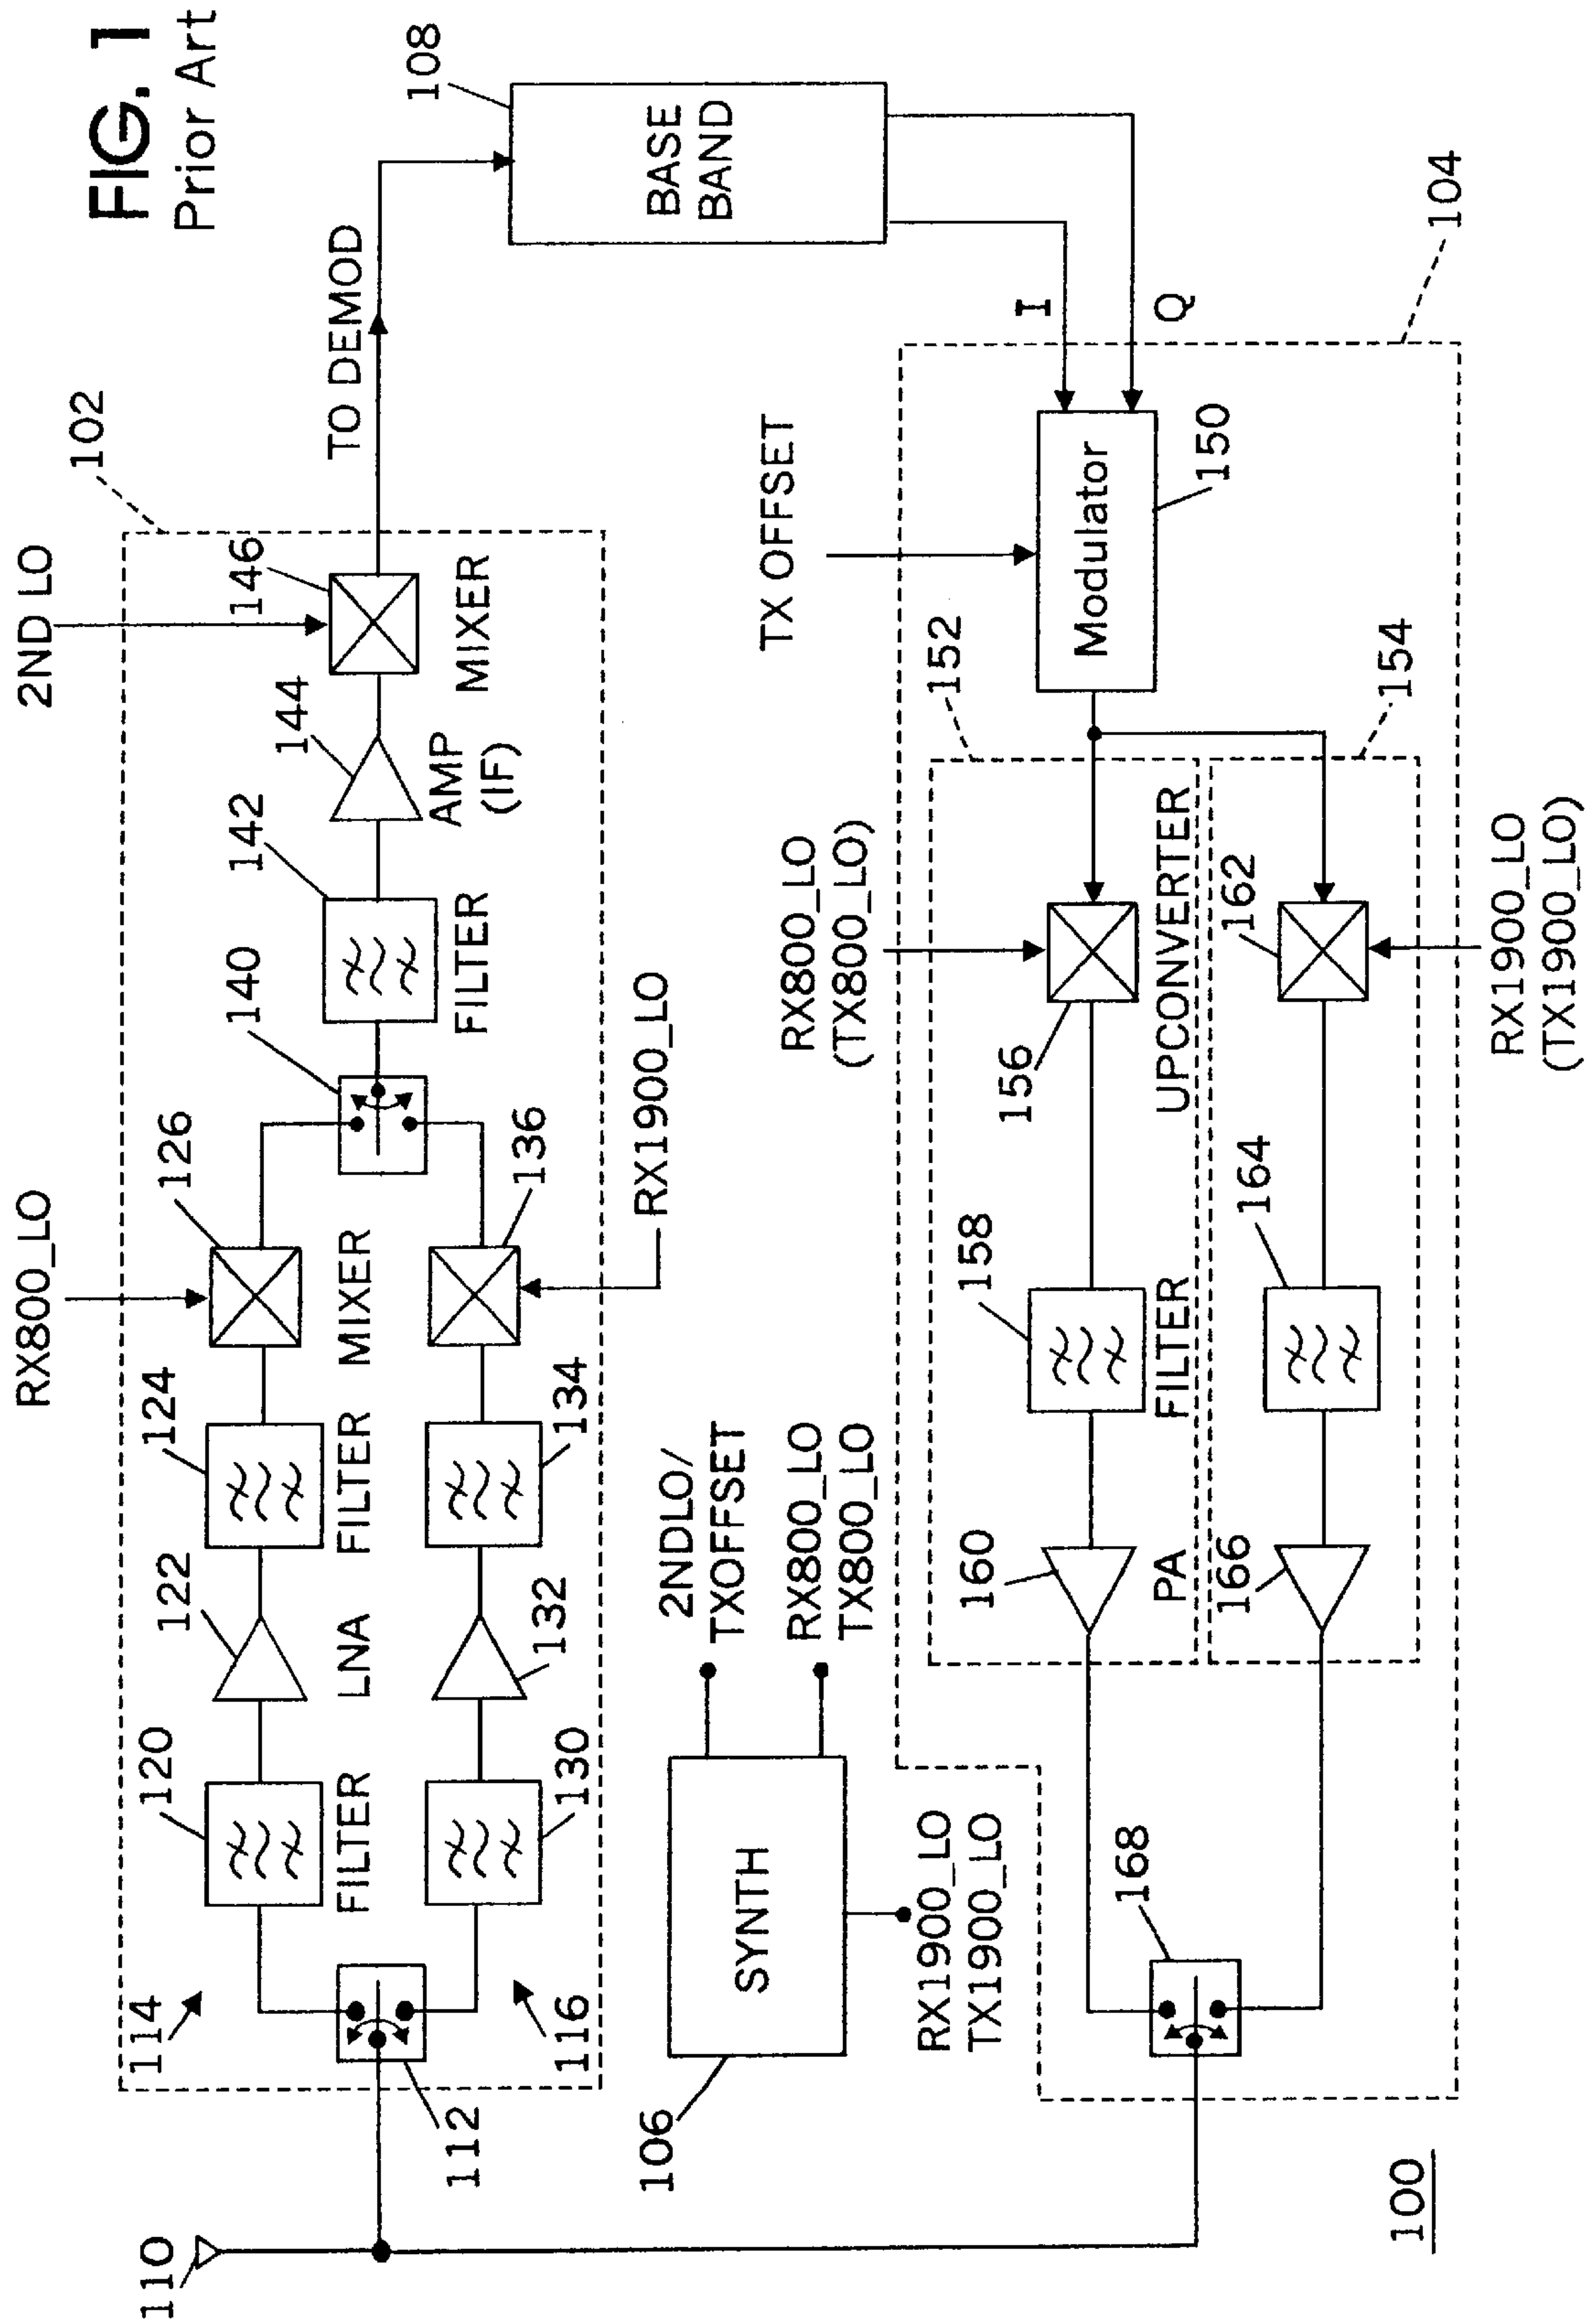 FIG. 1
Prior Art
2ND LO
102
RX800_LO
114
120
122
124
126
140
142
144
146
TO DEMOD
108
FILTER
LNA
FILTER
MIXER
FILTER
AMP
(IF)
MIXER
BASE
BAND
110
112
116
130
132
134
136
RX1900_LO
106
SYNTH
2NDLO/
TXOFFSET
RX800_LO
TX800_LO
RX1900_LO
TX1900_LO
RX800_LO
(TX800_LO)
TX OFFSET
152
I
Q
160
158
156
Modulator
150
PA
FILTER
UPCONVERTER
168
166
164
162
154
104
RX1900_LO
(TX1900_LO)
100